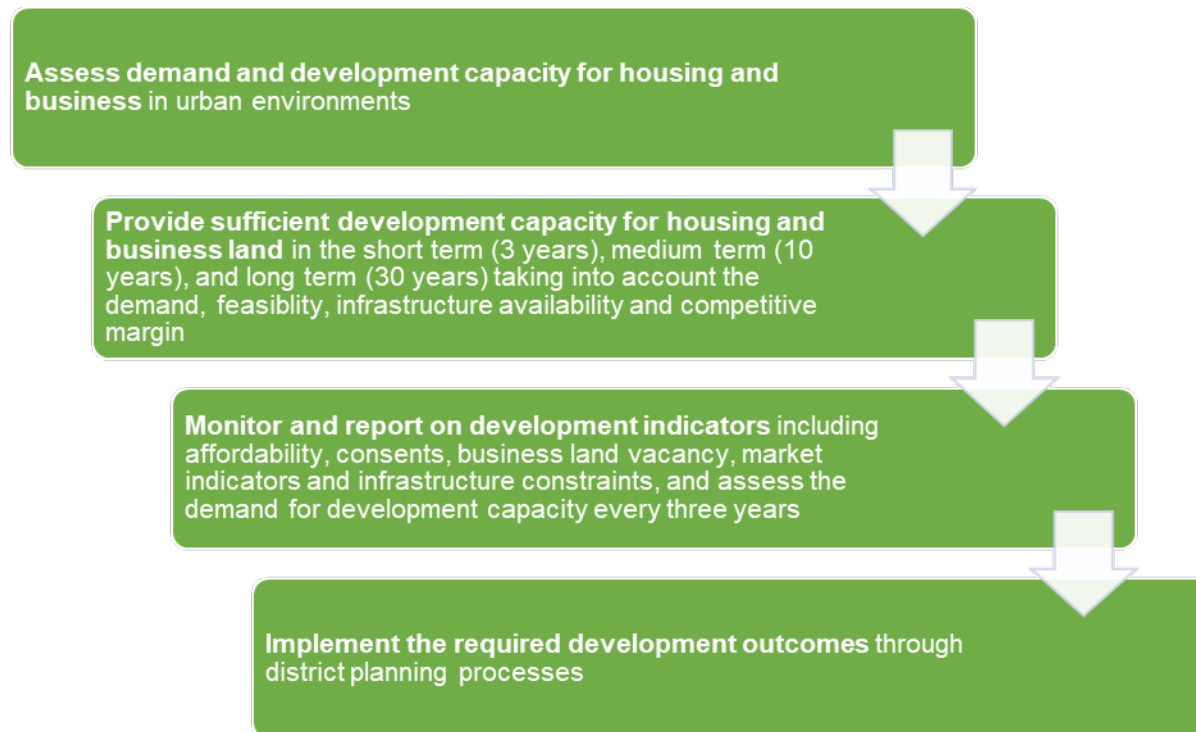 Assess demand and development capacity for housing and
business in urban environments
Provide sufficient development capacity for housing and
business land in the short term (3 years), medium term (10
years), and long term (30 years) taking into account the
demand, feasiblity, infrastructure availability and competitive
margin
Monitor and report on development indicators including
affordability, consents, business land vacancy, market
indicators and infrastructure constraints, and assess the
demand for development capacity every three years
Implement the required development outcomes through
district planning processes